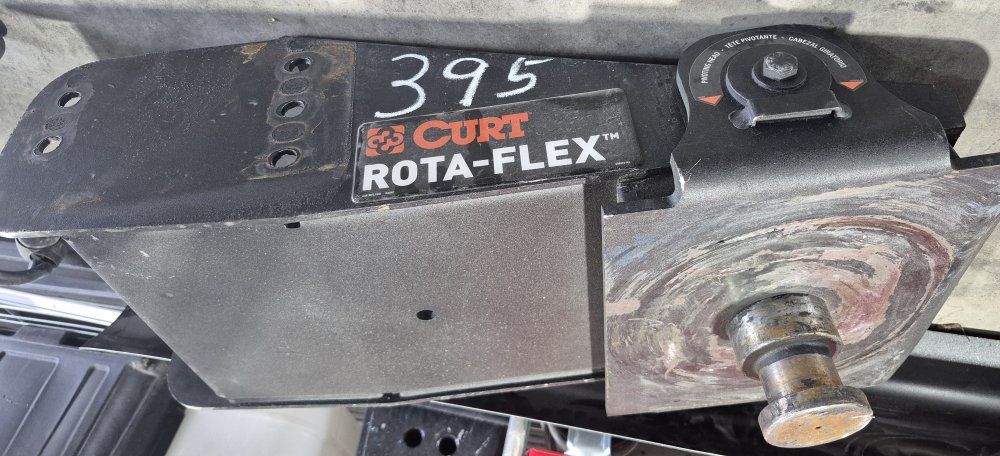 395
CURT
ROTA-FLEX™
PIVOTING HEAD · TÊTE PIVOTANTE · CABEZAL GIRATORIO